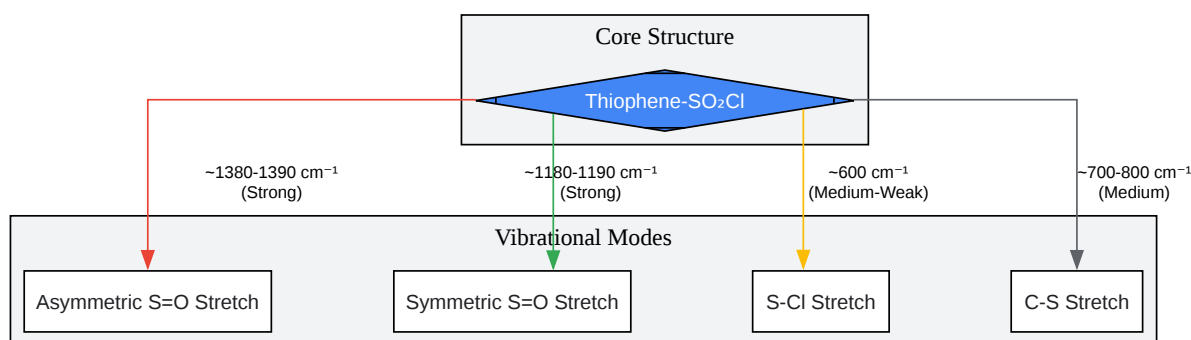 Core Structure
Thiophene-SO₂Cl
~1380-1390 cm⁻¹
(Strong)
~1180-1190 cm⁻¹
(Strong)
~600 cm⁻¹
(Medium-Weak)
~700-800 cm⁻¹
(Medium)
Vibrational Modes
Asymmetric S=O Stretch
Symmetric S=O Stretch
S-Cl Stretch
C-S Stretch